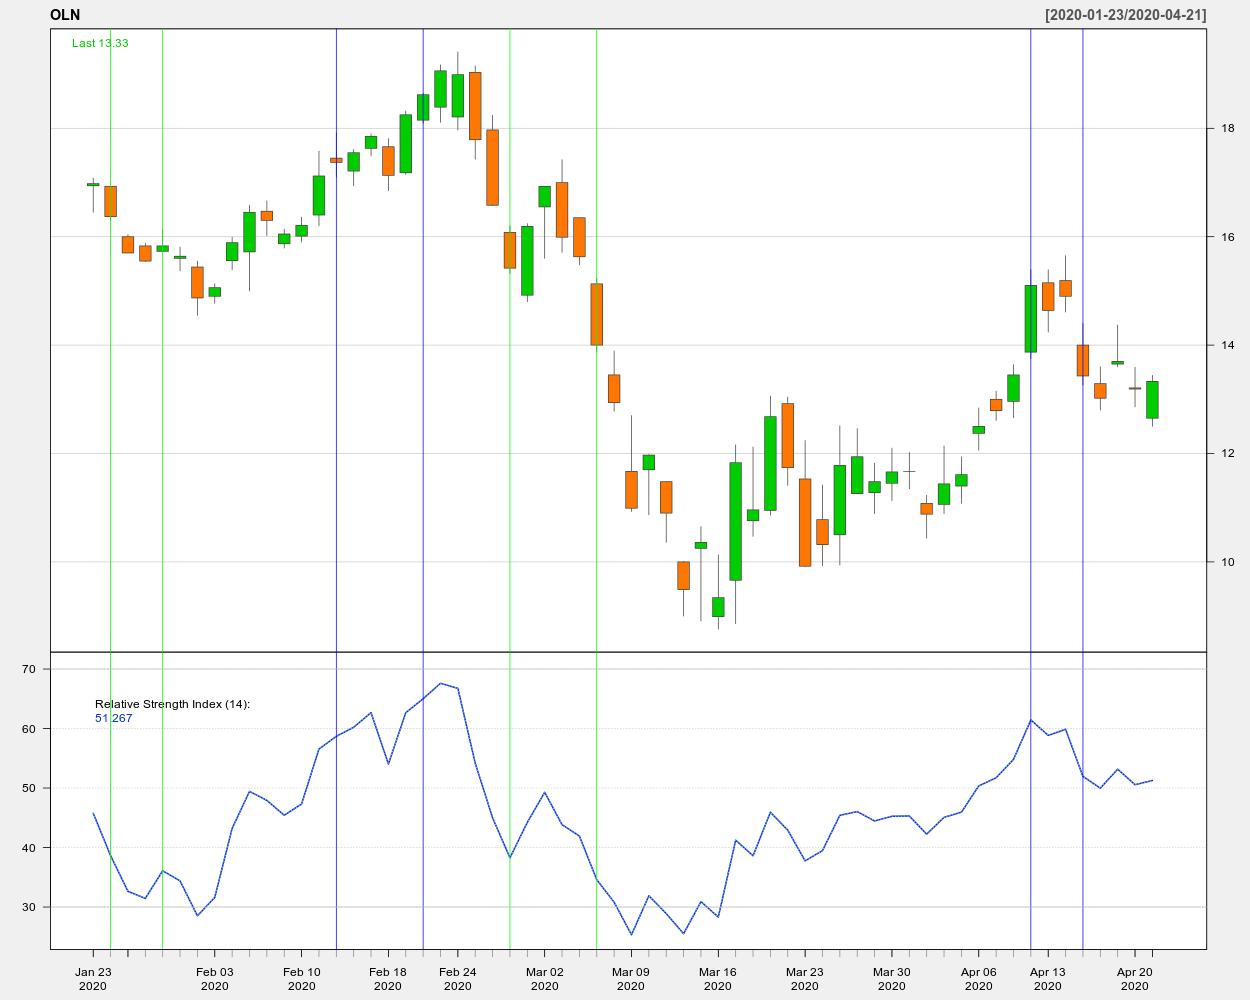 OLN [2020-01-23/2020-04-21]
Last 13.33
18
16
14
12
10
70
60
50
40
30
Relative Strength Index (14):
51.267
Jan 23 Feb 03 Feb 10 Feb 18 Feb 24 Mar 02 Mar 09 Mar 16 Mar 23 Mar 30 Apr 06 Apr 13 Apr 20
2020 2020 2020 2020 2020 2020 2020 2020 2020 2020 2020 2020 2020